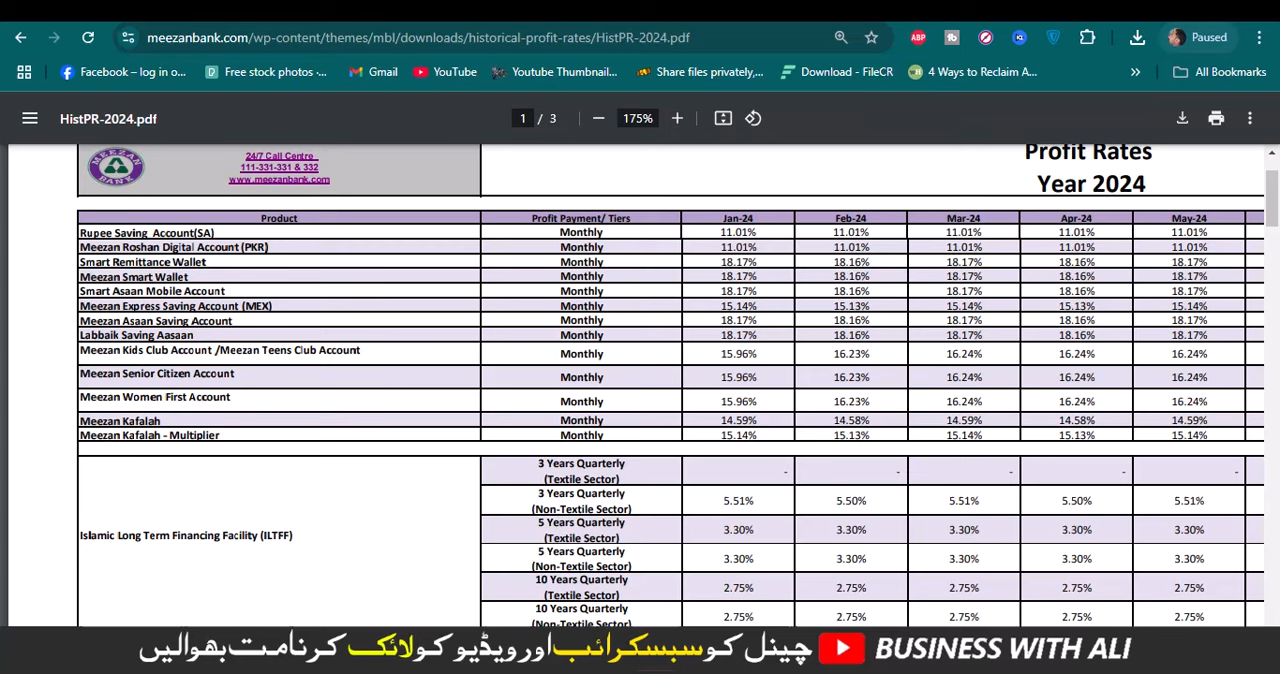 meezanbank.com/wp-content/themes/mbl/downloads/historical-profit-rates/HistPR-2024.pdf ABP Paused
Facebook – log in o... Free stock photos ·... Gmail YouTube Youtube Thumbnail... Share files privately,... Download - FileCR 4 Ways to Reclaim A... » All Bookmarks
HistPR-2024.pdf 1 / 3 175%
MEEZAN BANK
24/7 Call Centre
111-331-331 & 332
www.meezanbank.com
Profit Rates
Year 2024
Product Profit Payment/ Tiers Jan-24 Feb-24 Mar-24 Apr-24 May-24
Rupee Saving Account(SA) Monthly 11.01% 11.01% 11.01% 11.01% 11.01%
Meezan Roshan Digital Account (PKR) Monthly 11.01% 11.01% 11.01% 11.01% 11.01%
Smart Remittance Wallet Monthly 18.17% 18.16% 18.17% 18.16% 18.17%
Meezan Smart Wallet Monthly 18.17% 18.16% 18.17% 18.16% 18.17%
Smart Asaan Mobile Account Monthly 18.17% 18.16% 18.17% 18.16% 18.17%
Meezan Express Saving Account (MEX) Monthly 15.14% 15.13% 15.14% 15.13% 15.14%
Meezan Asaan Saving Account Monthly 18.17% 18.16% 18.17% 18.16% 18.17%
Labbaik Saving Aasaan Monthly 18.17% 18.16% 18.17% 18.16% 18.17%
Meezan Kids Club Account /Meezan Teens Club Account Monthly 15.96% 16.23% 16.24% 16.24% 16.24%
Meezan Senior Citizen Account Monthly 15.96% 16.23% 16.24% 16.24% 16.24%
Meezan Women First Account Monthly 15.96% 16.23% 16.24% 16.24% 16.24%
Meezan Kafalah Monthly 14.59% 14.58% 14.59% 14.58% 14.59%
Meezan Kafalah - Multiplier Monthly 15.14% 15.13% 15.14% 15.13% 15.14%
Islamic Long Term Financing Facility (ILTFF)
3 Years Quarterly
(Textile Sector) - - - - -
3 Years Quarterly
(Non-Textile Sector) 5.51% 5.50% 5.51% 5.50% 5.51%
5 Years Quarterly
(Textile Sector) 3.30% 3.30% 3.30% 3.30% 3.30%
5 Years Quarterly
(Non-Textile Sector) 3.30% 3.30% 3.30% 3.30% 3.30%
10 Years Quarterly
(Textile Sector) 2.75% 2.75% 2.75% 2.75% 2.75%
10 Years Quarterly
(Non-Textile Sector) 2.75% 2.75% 2.75% 2.75% 2.75%
چینل کو سبسکرائب اور ویڈیو کو لائک کرنا مت بھولیں BUSINESS WITH ALI